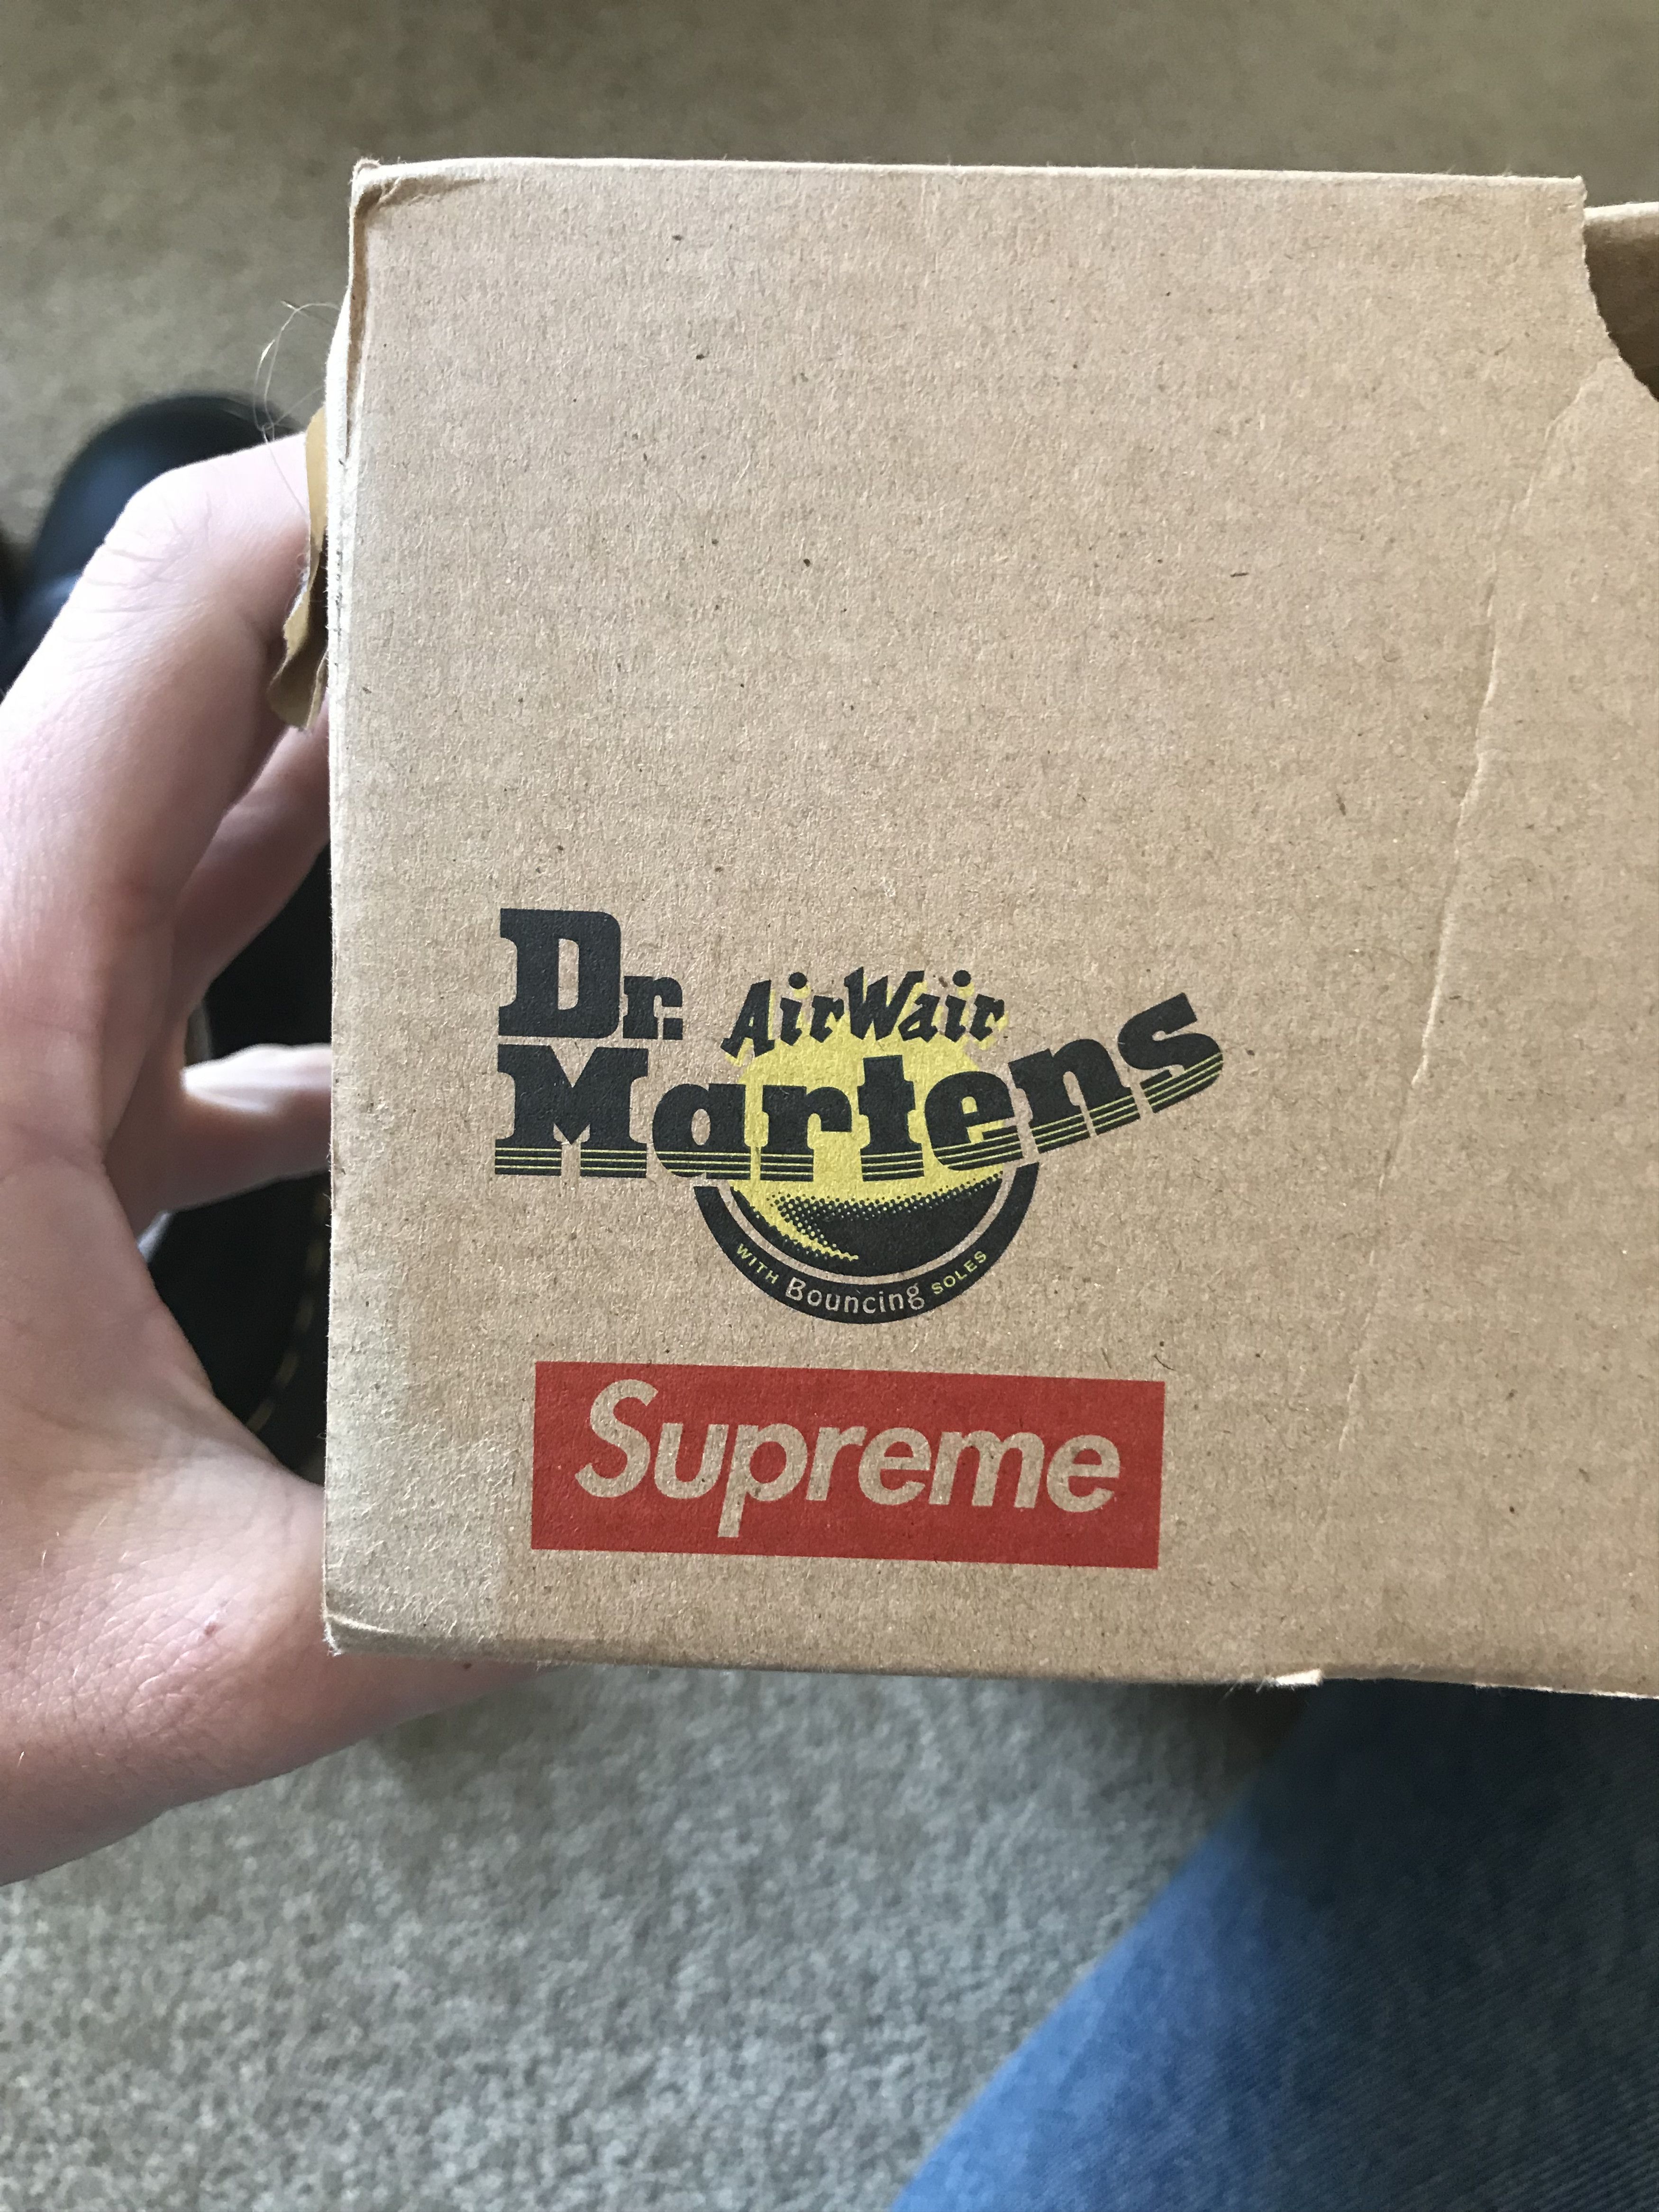 Dr.
AirWair
Martens
WITH Bouncing SOLES
Supreme